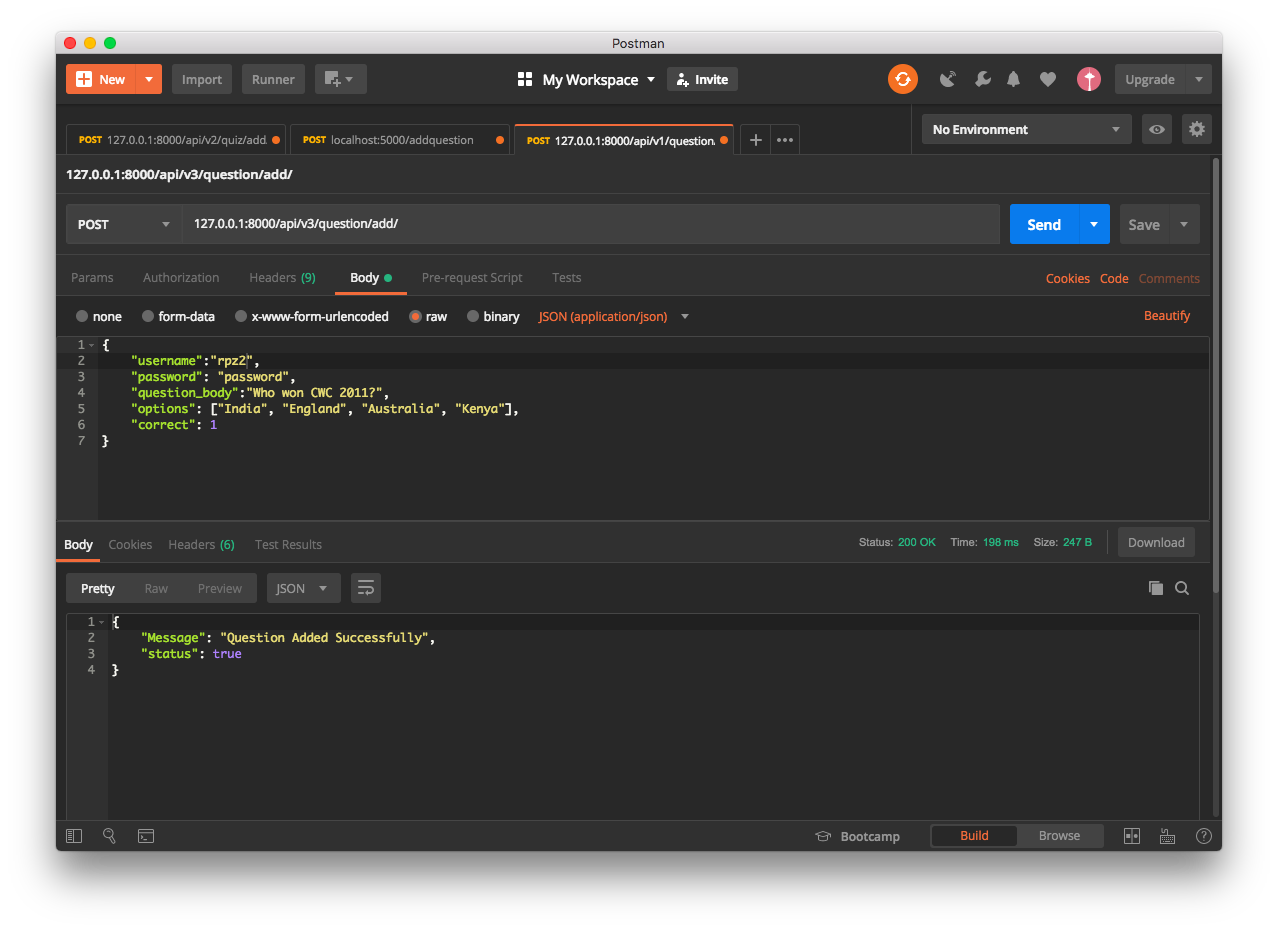 Postman
New Import Runner My Workspace Invite Upgrade
POST 127.0.0.1:8000/api/v2/quiz/add. POST localhost:5000/addquestion POST 127.0.0.1:8000/api/v1/question. No Environment
127.0.0.1:8000/api/v3/question/add/
POST 127.0.0.1:8000/api/v3/question/add/ Send Save
Params Authorization Headers (9) Body Pre-request Script Tests Cookies Code Comments
none form-data x-www-form-urlencoded raw binary JSON (application/json) Beautify
1 {
2 "username":"rpz2",
3 "password": "password",
4 "question_body":"Who won CWC 2011?",
5 "options": ["India", "England", "Australia", "Kenya"],
6 "correct": 1
7 }
Body Cookies Headers (6) Test Results Status: 200 OK Time: 198 ms Size: 247 B Download
Pretty Raw Preview JSON
1 {
2 "Message": "Question Added Successfully",
3 "status": true
4 }
Bootcamp Build Browse